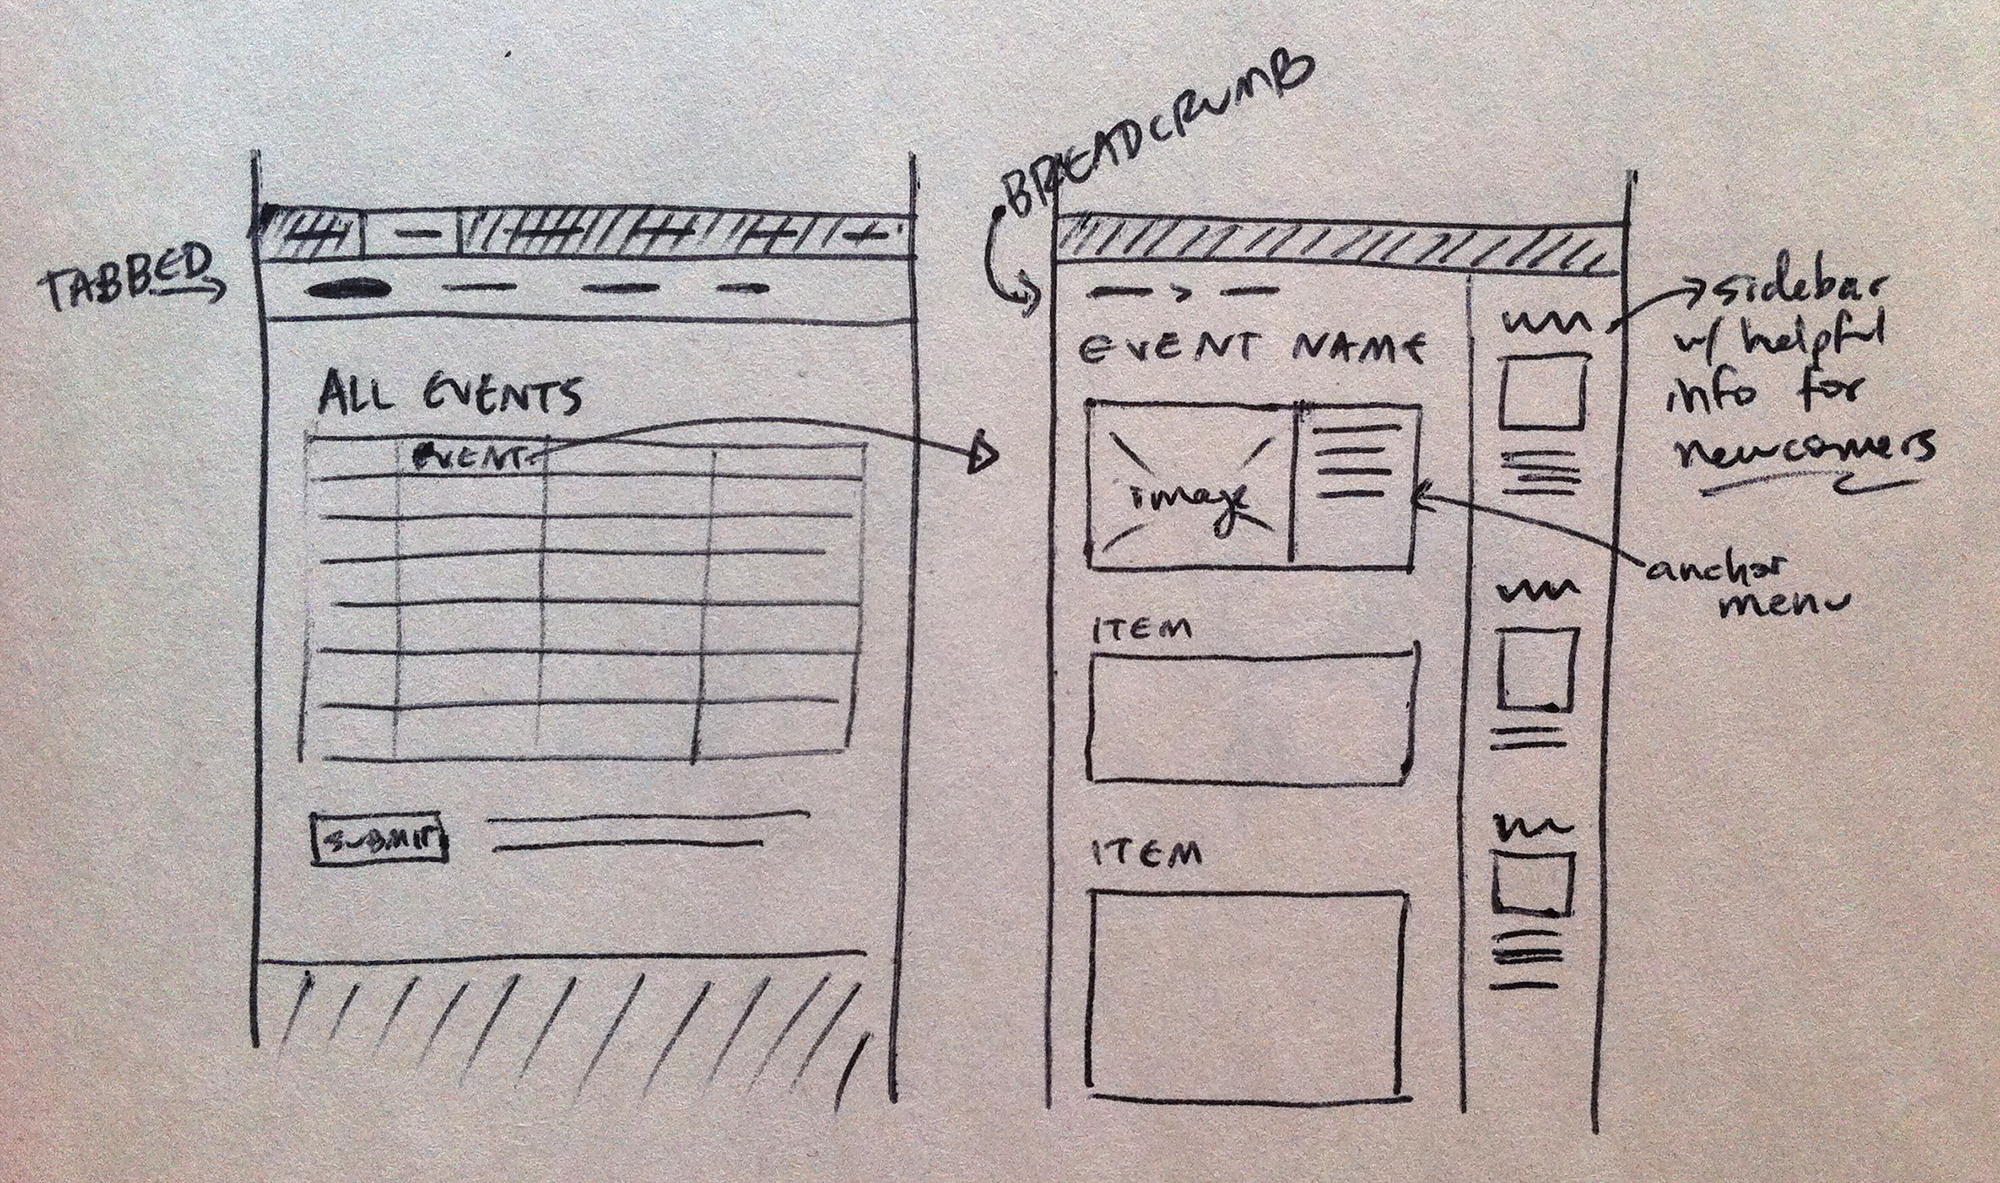 TABBED
ALL EVENTS
EVENT
SUBMIT
BREADCRUMB
EVENT NAME
image
ITEM
ITEM
sidebar
w/ helpful
info for
newcomers
anchor
menu